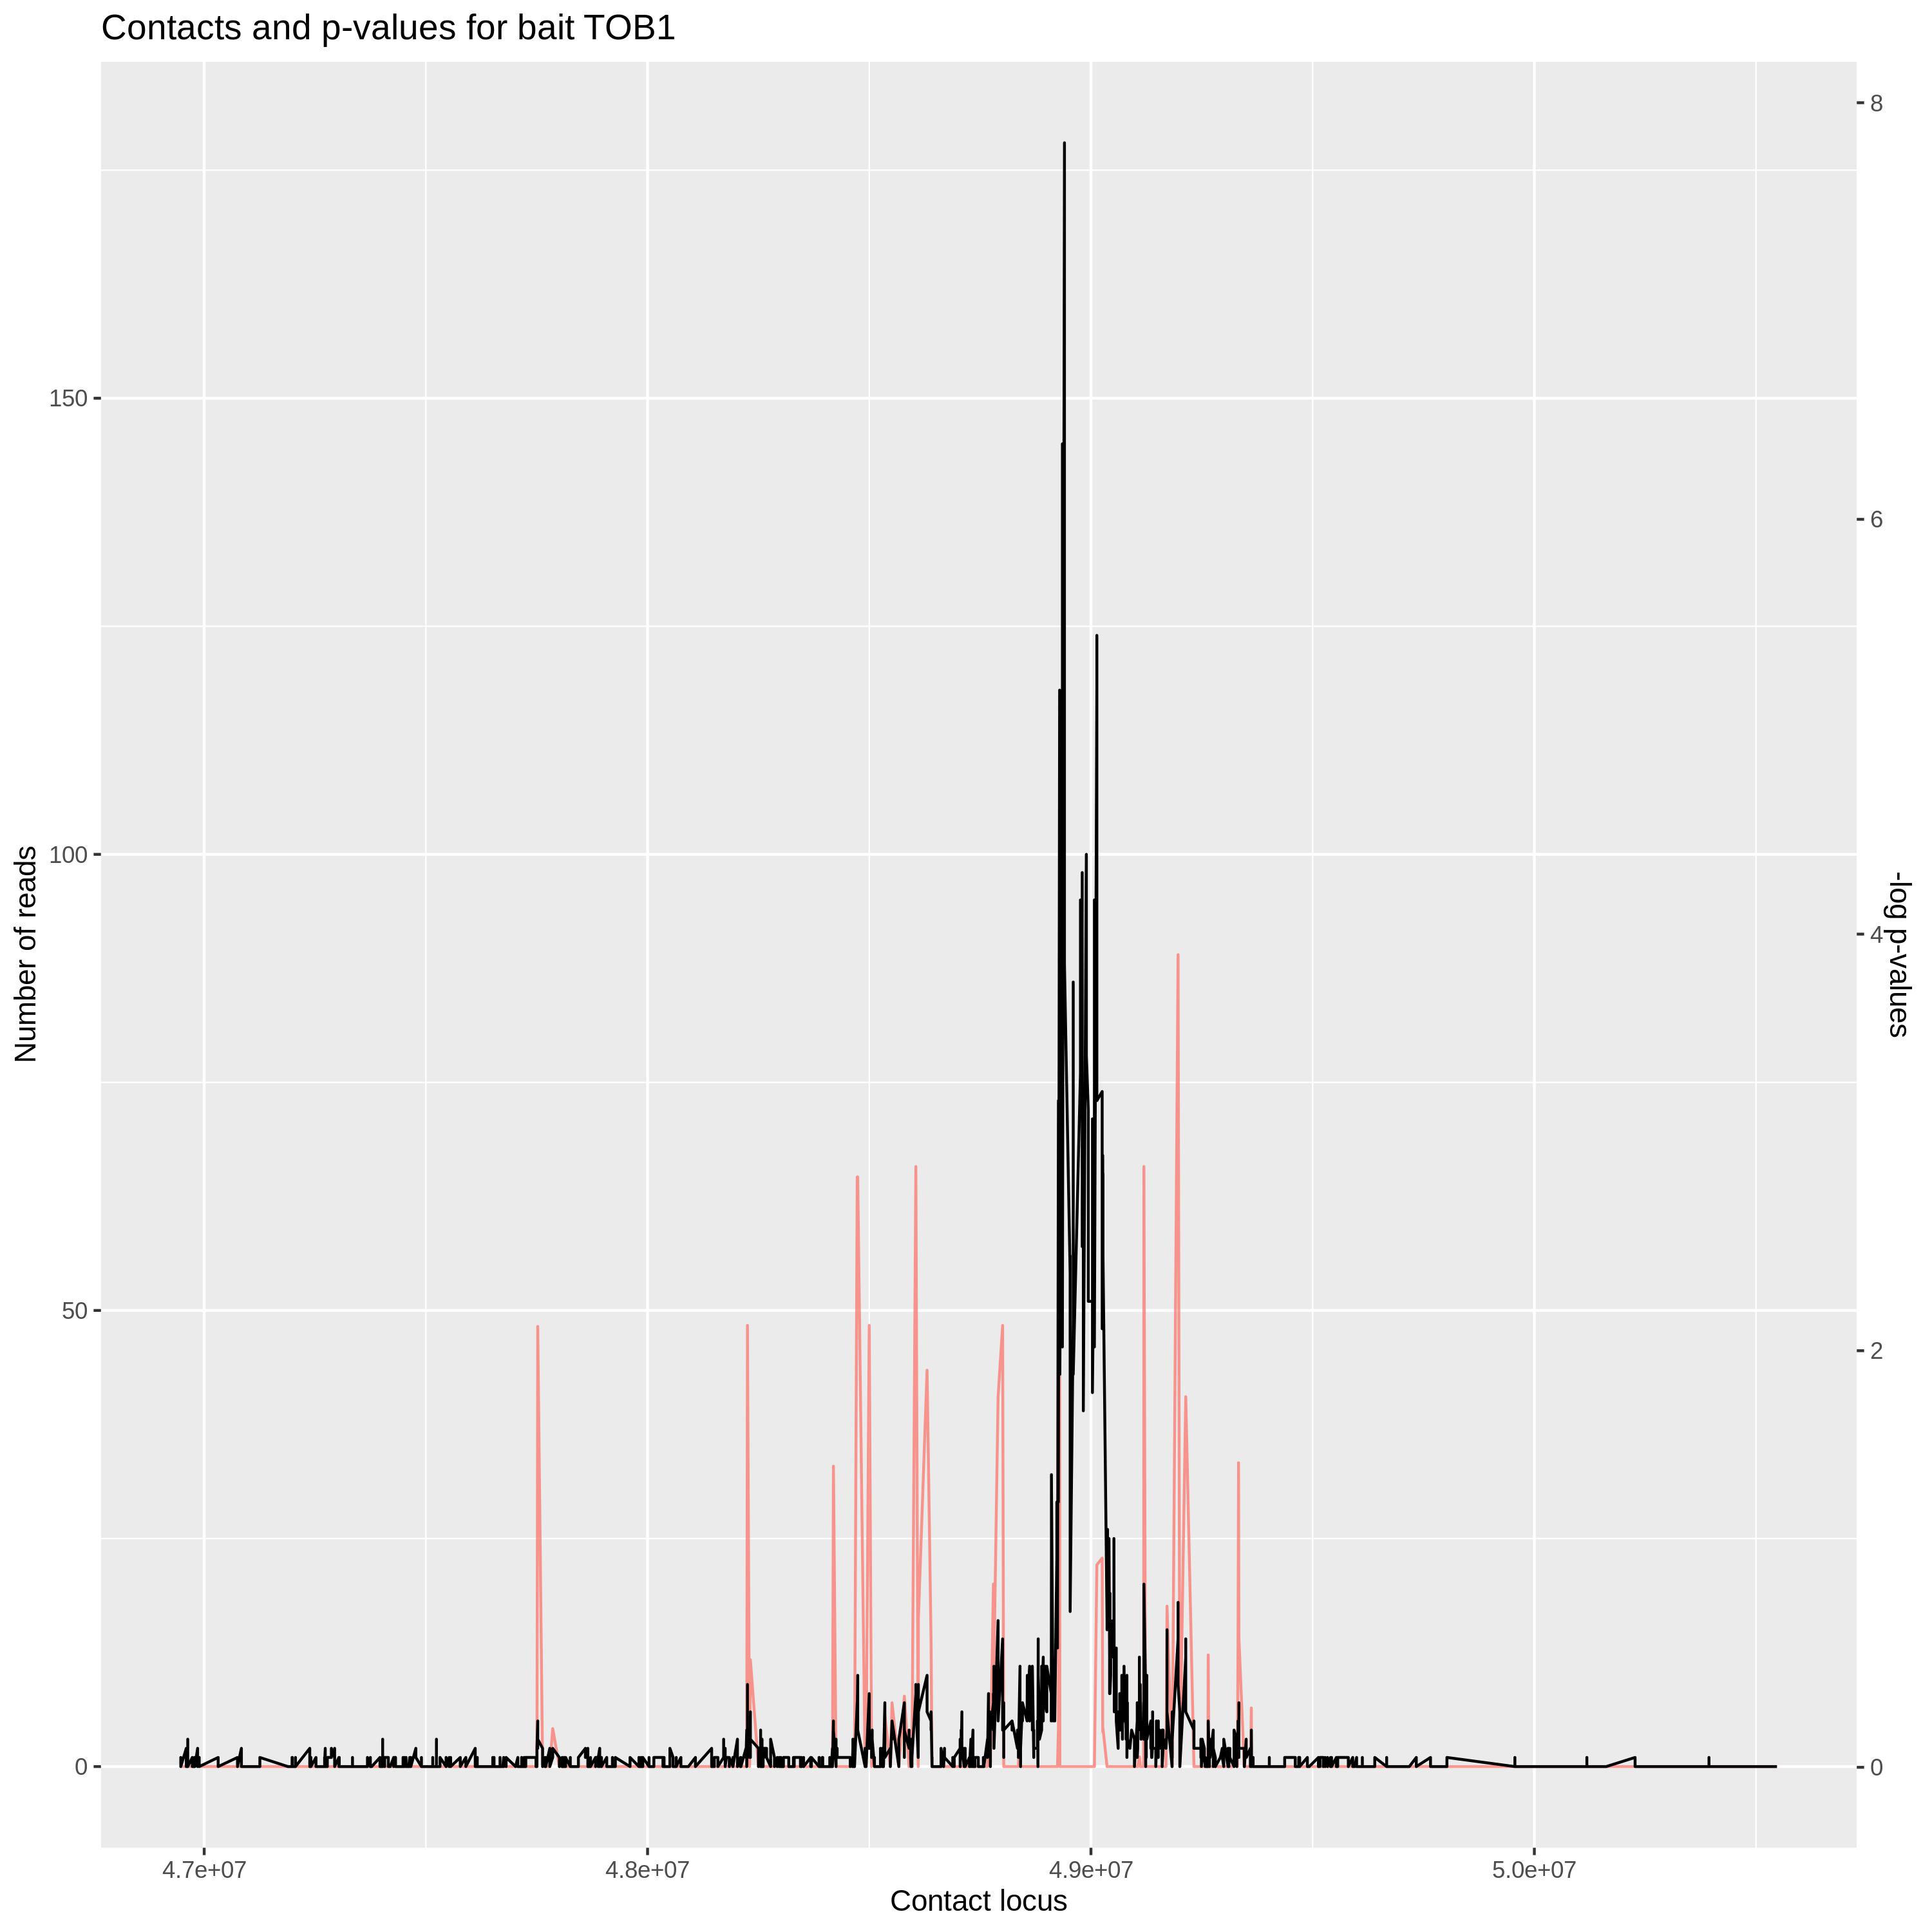 Contacts and p-values for bait TOB1
Number of reads
150
100
50
0
8
6
4
2
0
-log p-values
4.7e+07
4.8e+07
4.9e+07
5.0e+07
Contact locus